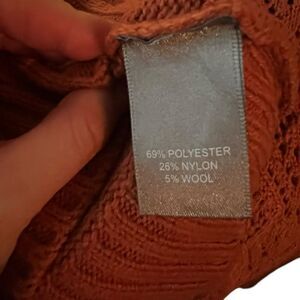 69% POLYESTER
26% NYLON
5% WOOL